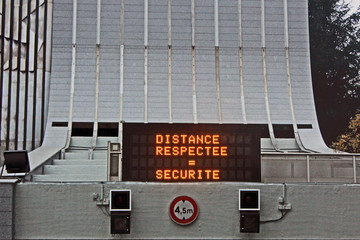 DISTANCE
RESPECTEE
=
SECURITE
4,5m